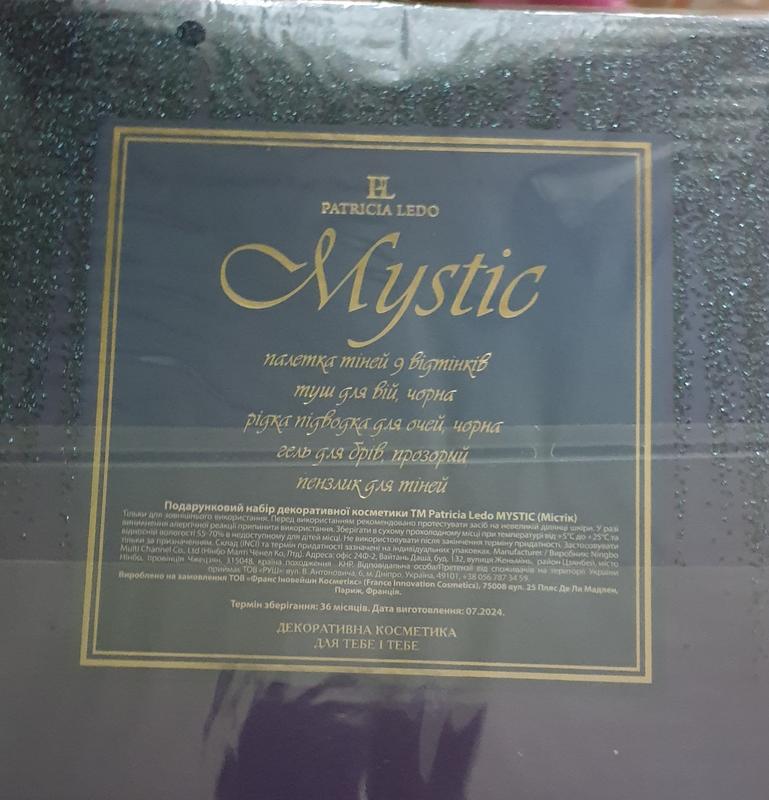 PL
PATRICIA LEDO
Mystic
палетка тіней 9 відтінків
туш для вій, чорна
рідка підводка для очей, чорна
гель для брів, прозорий
пензлик для тіней
Подарунковий набір декоративної косметики ТМ Patricia Ledo MYSTIC (Містік)
Тільки для зовнішнього використання. Перед використанням рекомендовано протестувати засіб на невеликій ділянці шкіри. У разі
виникнення алергічної реакції припинити використання. Зберігати в сухому прохолодному місці при температурі від +5°С до +25°С та
відносній вологості 55-70% в недоступному для дітей місці. Не використовувати після закінчення терміну придатності. Застосовувати
тільки за призначенням. Склад (INCI) та термін придатності зазначено на індивідуальних упаковках. Manufacturer / Виробник: Ningbo
Multi Channel Co., Ltd (Нінбо Малті Ченел Ко, Лтд). Адреса: офіс 240-2, Вайтань Даша, буд. 132, вулиця Женьмінь, район Цзянбей, місто
Нінбо, провінція Чжецзян, 315048, країна походження - КНР. Відповідальна особа/Претензії від споживачів на території України
приймає ТОВ «РУШ»: вул. В. Антоновича, 6, м. Дніпро, Україна, 49101, +38 056 787 34 59.
Вироблено на замовлення ТОВ «Франс Іновейшн Косметікс» (France Innovation Cosmetics), 75008 вул. 25 Пляс Де Ла Мадлен,
Париж, Франція.
Термін зберігання: 36 місяців. Дата виготовлення: 07.2024.
ДЕКОРАТИВНА КОСМЕТИКА
ДЛЯ ТЕБЕ І ТЕБЕ